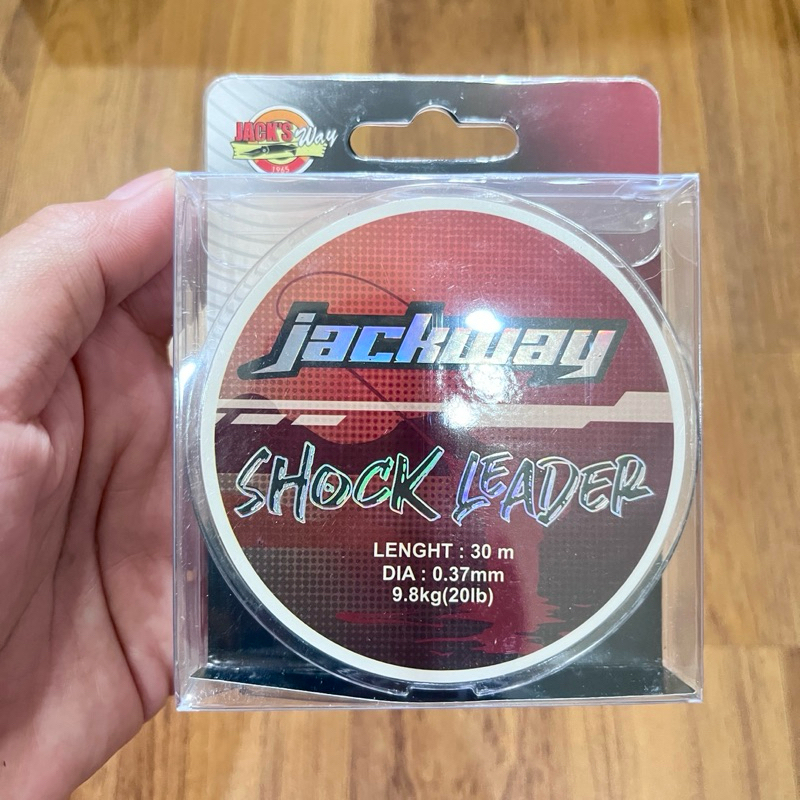 JACK'S Way
1965
jackway
SHOCK LEADER
LENGHT : 30 m
DIA : 0.37mm
9.8kg(20lb)